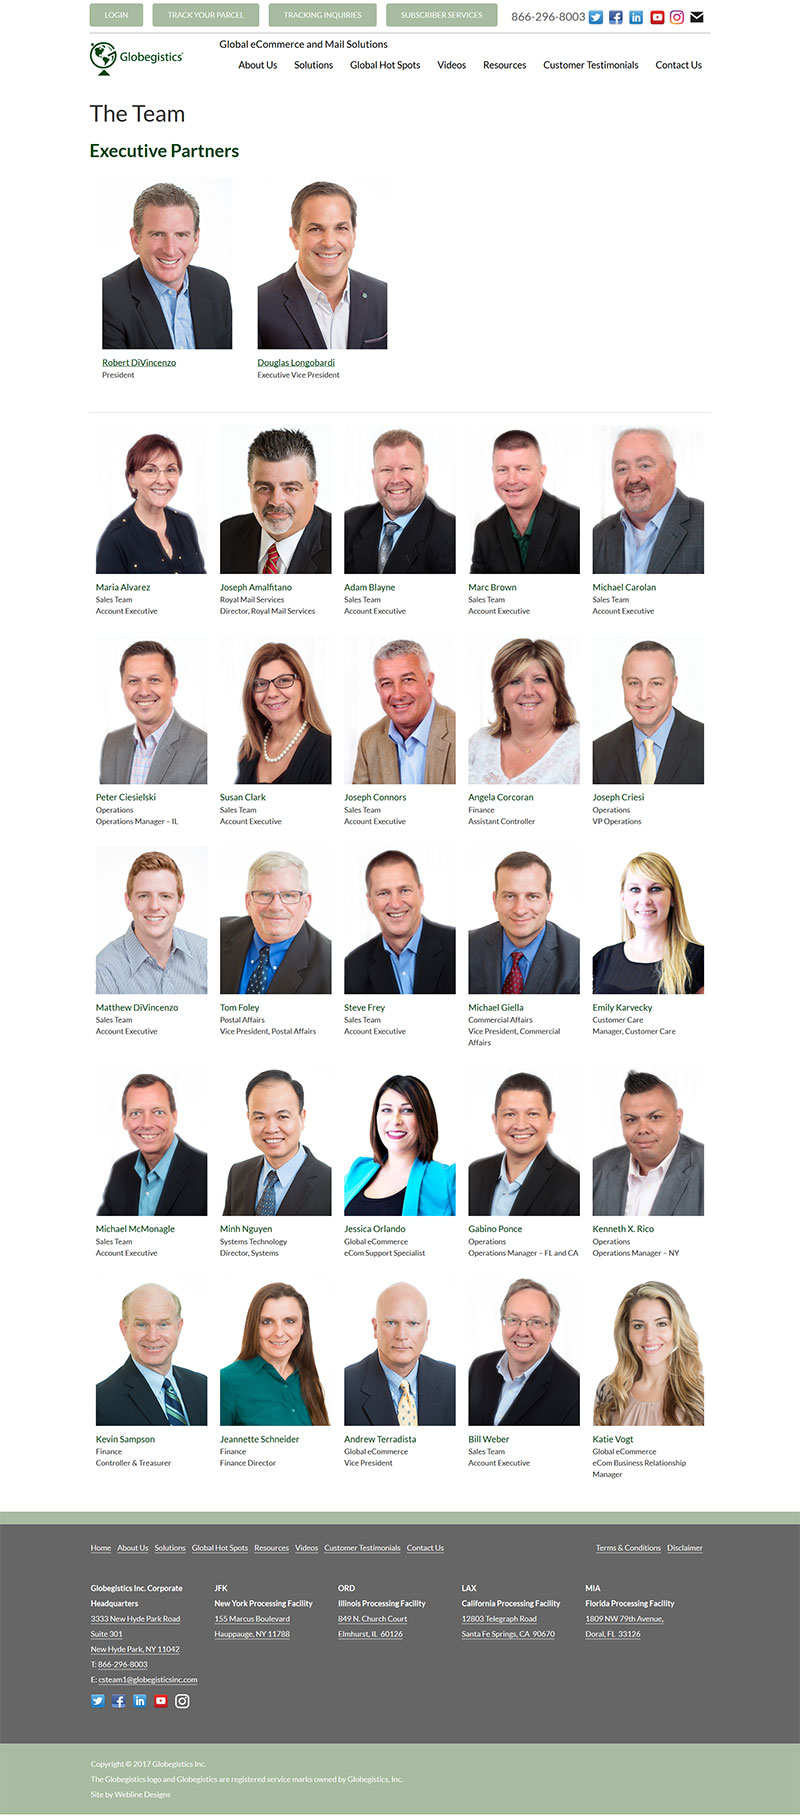 LOGIN TRACK YOUR PARCEL TRACKING INQUIRIES SUBSCRIBER SERVICES 866-296-8003
Globegistics
Global eCommerce and Mail Solutions
About Us Solutions Global Hot Spots Videos Resources Customer Testimonials Contact Us
The Team
Executive Partners
Robert DiVincenzo
President
Douglas Longobardi
Executive Vice President
Maria Alvarez
Sales Team
Account Executive
Joseph Amalfitano
Royal Mail Services
Director, Royal Mail Services
Adam Blayne
Sales Team
Account Executive
Marc Brown
Sales Team
Account Executive
Michael Carolan
Sales Team
Account Executive
Peter Ciesielski
Operations
Operations Manager – IL
Susan Clark
Sales Team
Account Executive
Joseph Connors
Sales Team
Account Executive
Angela Corcoran
Finance
Assistant Controller
Joseph Criesi
Operations
VP Operations
Matthew DiVincenzo
Sales Team
Account Executive
Tom Foley
Postal Affairs
Vice President, Postal Affairs
Steve Frey
Sales Team
Account Executive
Michael Giella
Commercial Affairs
Vice President, Commercial
Affairs
Emily Karvecky
Customer Care
Manager, Customer Care
Michael McMonagle
Sales Team
Account Executive
Minh Nguyen
Systems Technology
Director, Systems
Jessica Orlando
Global eCommerce
eCom Support Specialist
Gabino Ponce
Operations
Operations Manager – FL and CA
Kenneth X. Rico
Operations
Operations Manager – NY
Kevin Sampson
Finance
Controller & Treasurer
Jeannette Schneider
Finance
Finance Director
Andrew Terradista
Global eCommerce
Vice President
Bill Weber
Sales Team
Account Executive
Katie Vogt
Global eCommerce
eCom Business Relationship
Manager
Home About Us Solutions Global Hot Spots Resources Videos Customer Testimonials Contact Us Terms & Conditions Disclaimer
Globegistics Inc. Corporate
Headquarters
3333 New Hyde Park Road
Suite 301
New Hyde Park, NY 11042
T: 866-296-8003
E: csteam1@globegisticsinc.com
JFK
New York Processing Facility
155 Marcus Boulevard
Hauppauge, NY 11788
ORD
Illinois Processing Facility
849 N. Church Court
Elmhurst, IL 60126
LAX
California Processing Facility
12803 Telegraph Road
Santa Fe Springs, CA 90670
MIA
Florida Processing Facility
1809 NW 79th Avenue,
Doral, FL 33126
Copyright © 2017 Globegistics Inc.
The Globegistics logo and Globegistics are registered service marks owned by Globegistics, Inc.
Site by Webline Designs